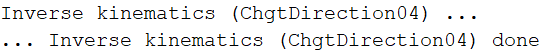 Inverse kinematics (ChgtDirection04) ...
... Inverse kinematics (ChgtDirection04) done